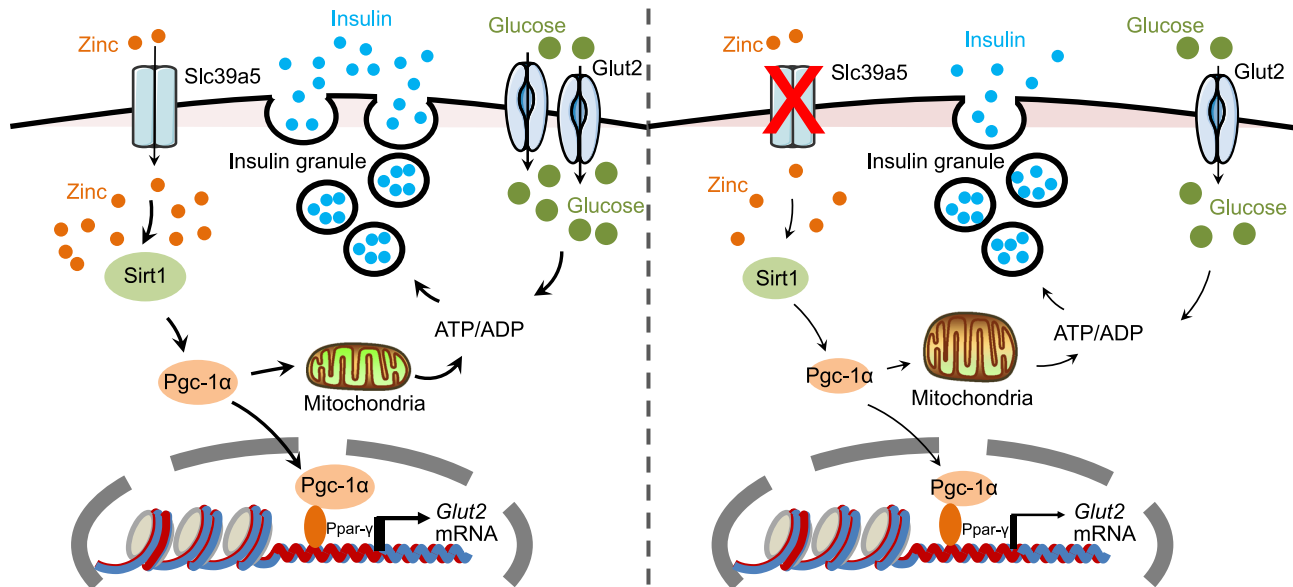 Insulin
Glucose
Zinc
Slc39a5
Glut2
Insulin granule
Zinc
Glucose
Sirt1
ATP/ADP
Pgc-1α
Mitochondria
Pgc-1α
Ppar-γ
Glut2
mRNA
Glucose
Zinc
Insulin
Slc39a5
Glut2
Insulin granule
Zinc
Glucose
Sirt1
ATP/ADP
Pgc-1α
Mitochondria
Pgc-1α
Ppar-γ
Glut2
mRNA